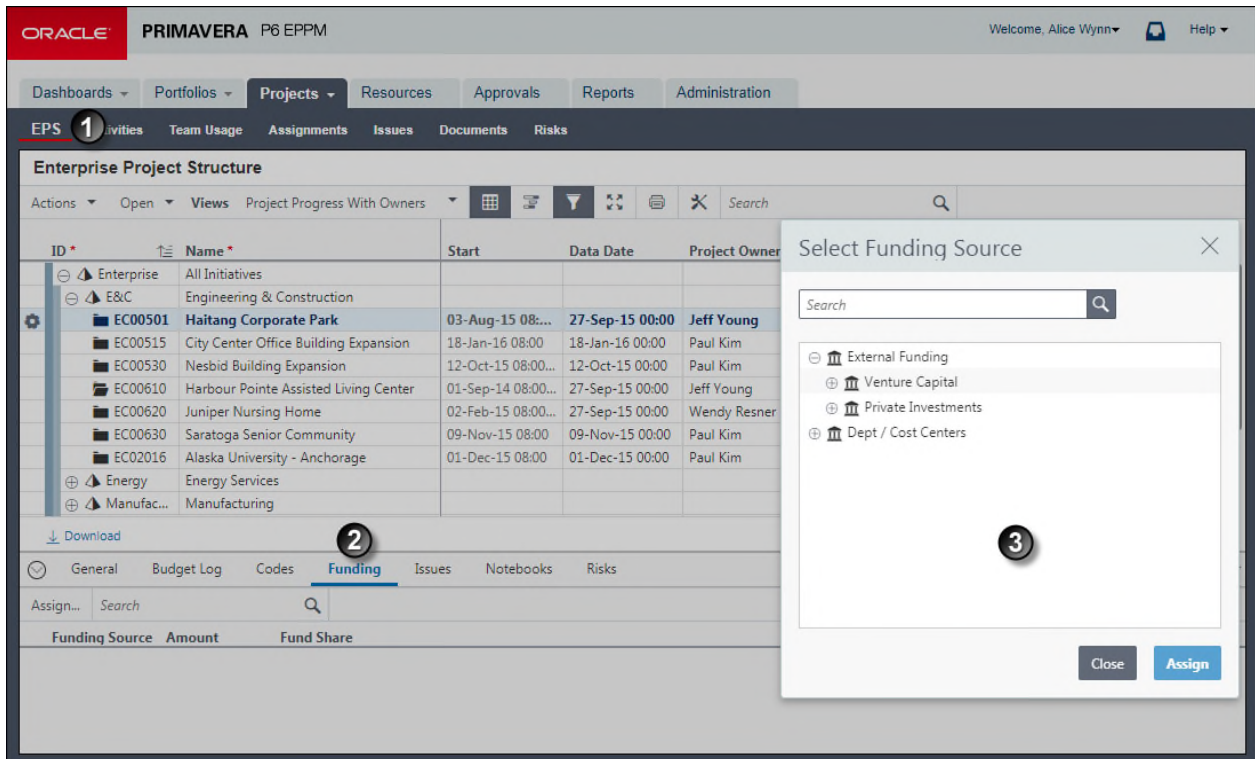 ORACLE PRIMAVERA P6 EPPM Welcome, Alice Wynn Help
Dashboards Portfolios Projects Resources Approvals Reports Administration
EPS 1 ivities Team Usage Assignments Issues Documents Risks
Enterprise Project Structure
Actions Open Views Project Progress With Owners Search
ID * Name * Start Data Date Project Owner
Enterprise All Initiatives
E&C Engineering & Construction
EC00501 Haitang Corporate Park 03-Aug-15 08:... 27-Sep-15 00:00 Jeff Young
EC00515 City Center Office Building Expansion 18-Jan-16 08:00 18-Jan-16 00:00 Paul Kim
EC00530 Nesbid Building Expansion 12-Oct-15 08:00... 12-Oct-15 00:00 Paul Kim
EC00610 Harbour Pointe Assisted Living Center 01-Sep-14 08:00... 27-Sep-15 00:00 Jeff Young
EC00620 Juniper Nursing Home 02-Feb-15 08:00... 27-Sep-15 00:00 Wendy Resner
EC00630 Saratoga Senior Community 09-Nov-15 08:00 09-Nov-15 00:00 Paul Kim
EC02016 Alaska University - Anchorage 01-Dec-15 08:00 01-Dec-15 00:00 Paul Kim
Energy Energy Services
Manufac... Manufacturing
Download
2
General Budget Log Codes Funding Issues Notebooks Risks
Assign... Search
Funding Source Amount Fund Share
Select Funding Source
Search
External Funding
Venture Capital
Private Investments
Dept / Cost Centers
3
Close Assign